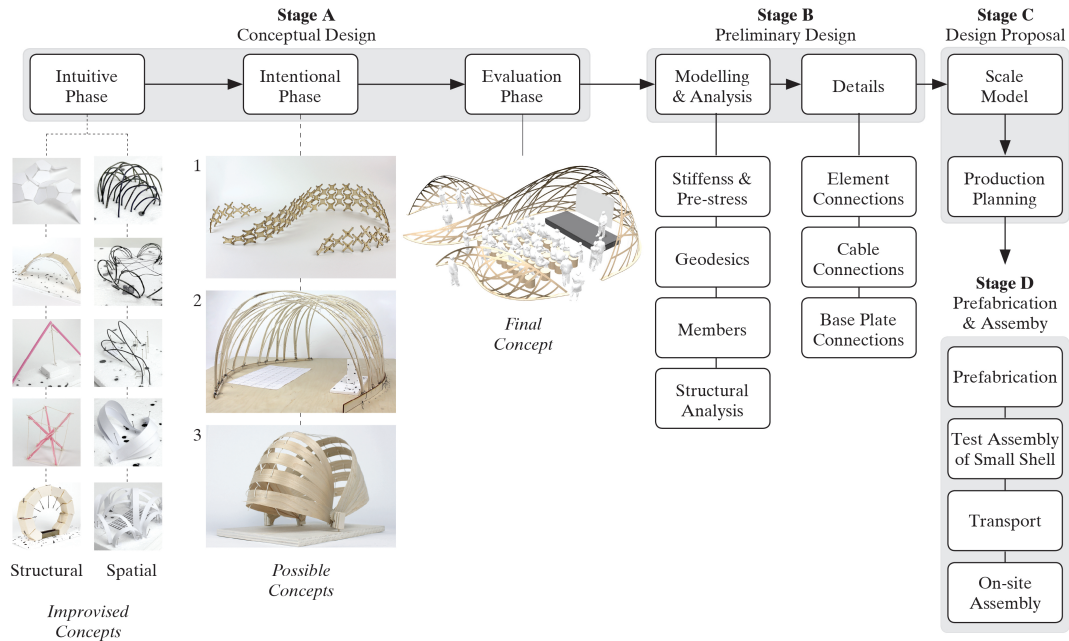 Stage A
Conceptual Design
Stage B
Preliminary Design
Stage C
Design Proposal
Intuitive
Phase
Intentional
Phase
Evaluation
Phase
Modelling
& Analysis
Details
Scale
Model
1
2
3
Structural
Spatial
Improvised
Concepts
Possible
Concepts
Final
Concept
Stiffenss &
Pre-stress
Geodesics
Members
Structural
Analysis
Element
Connections
Cable
Connections
Base Plate
Connections
Production
Planning
Stage D
Prefabrication
& Assemby
Prefabrication
Test Assembly
of Small Shell
Transport
On-site
Assembly